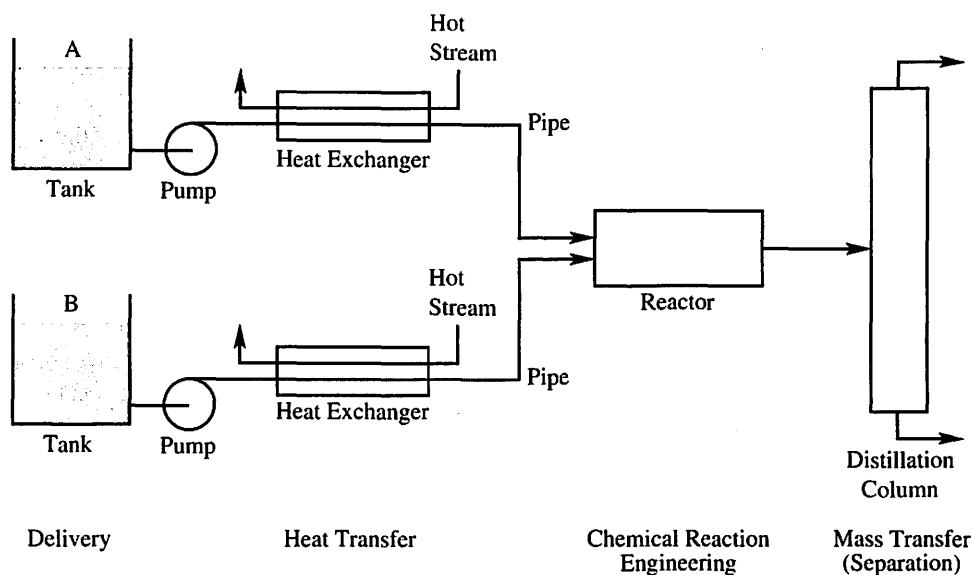 Hot
Stream
A
Pipe
Heat Exchanger
Tank
Pump
Reactor
Hot
Stream
B
Pipe
Heat Exchanger
Tank
Pump
Distillation
Column
Delivery
Heat Transfer
Chemical Reaction
Engineering
Mass Transfer
(Separation)